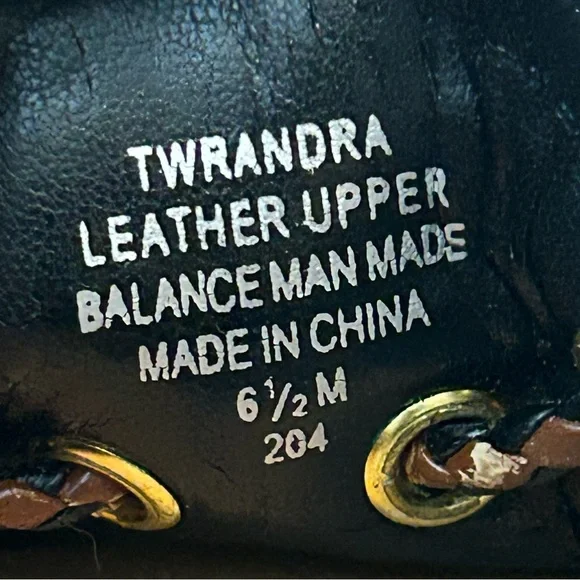 TWRANDRA
LEATHER UPPER
BALANCE MAN MADE
MADE IN CHINA
6 1/2 M
204